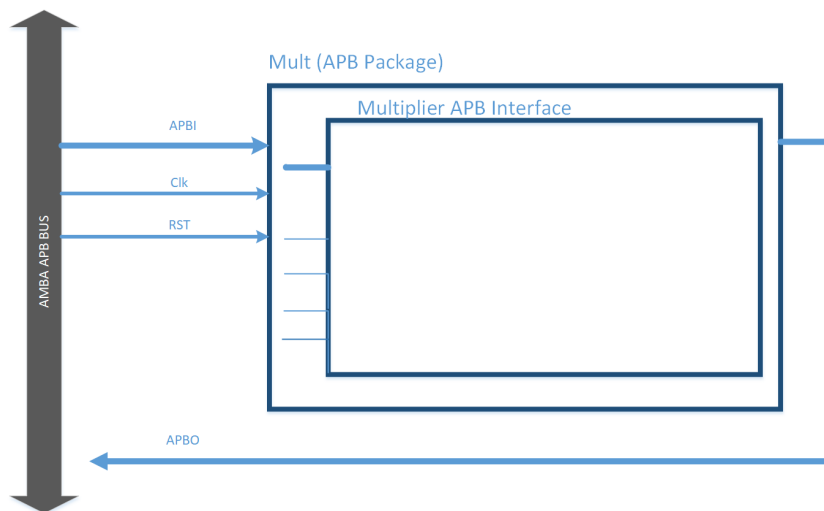 Mult (APB Package)
Multiplier APB Interface
APBI
Clk
RST
AMBA APB BUS
APBO